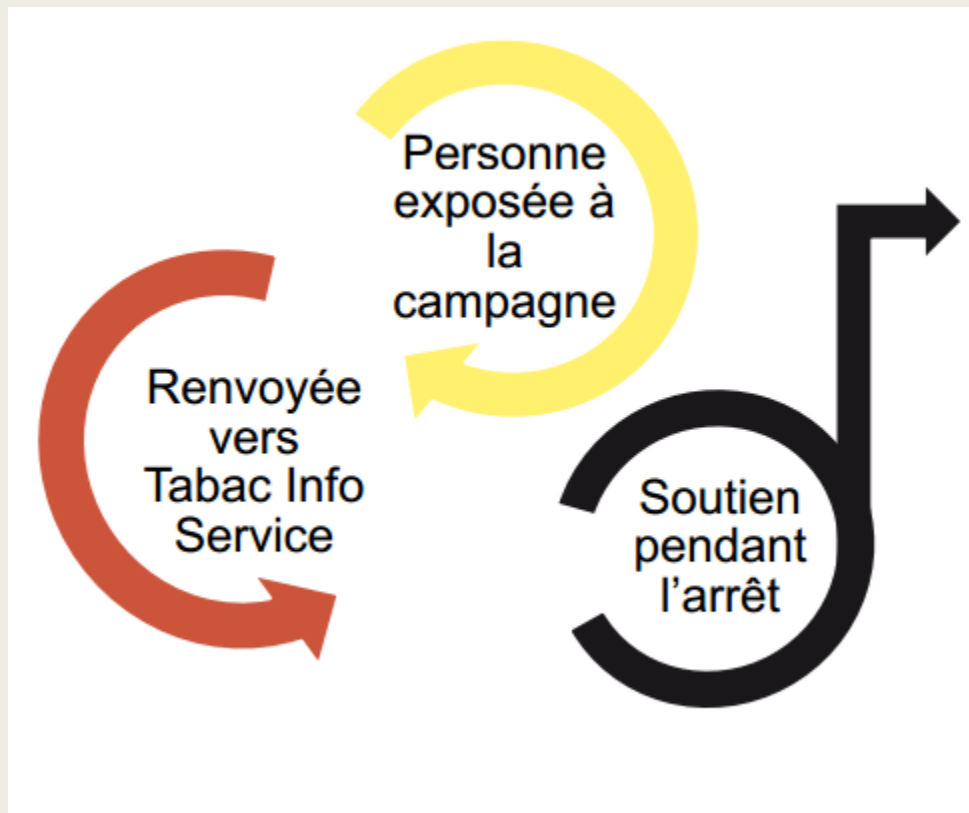 Personne
exposée à
la
campagne
Renvoyée
vers
Tabac Info
Service
Soutien
pendant
l'arrêt